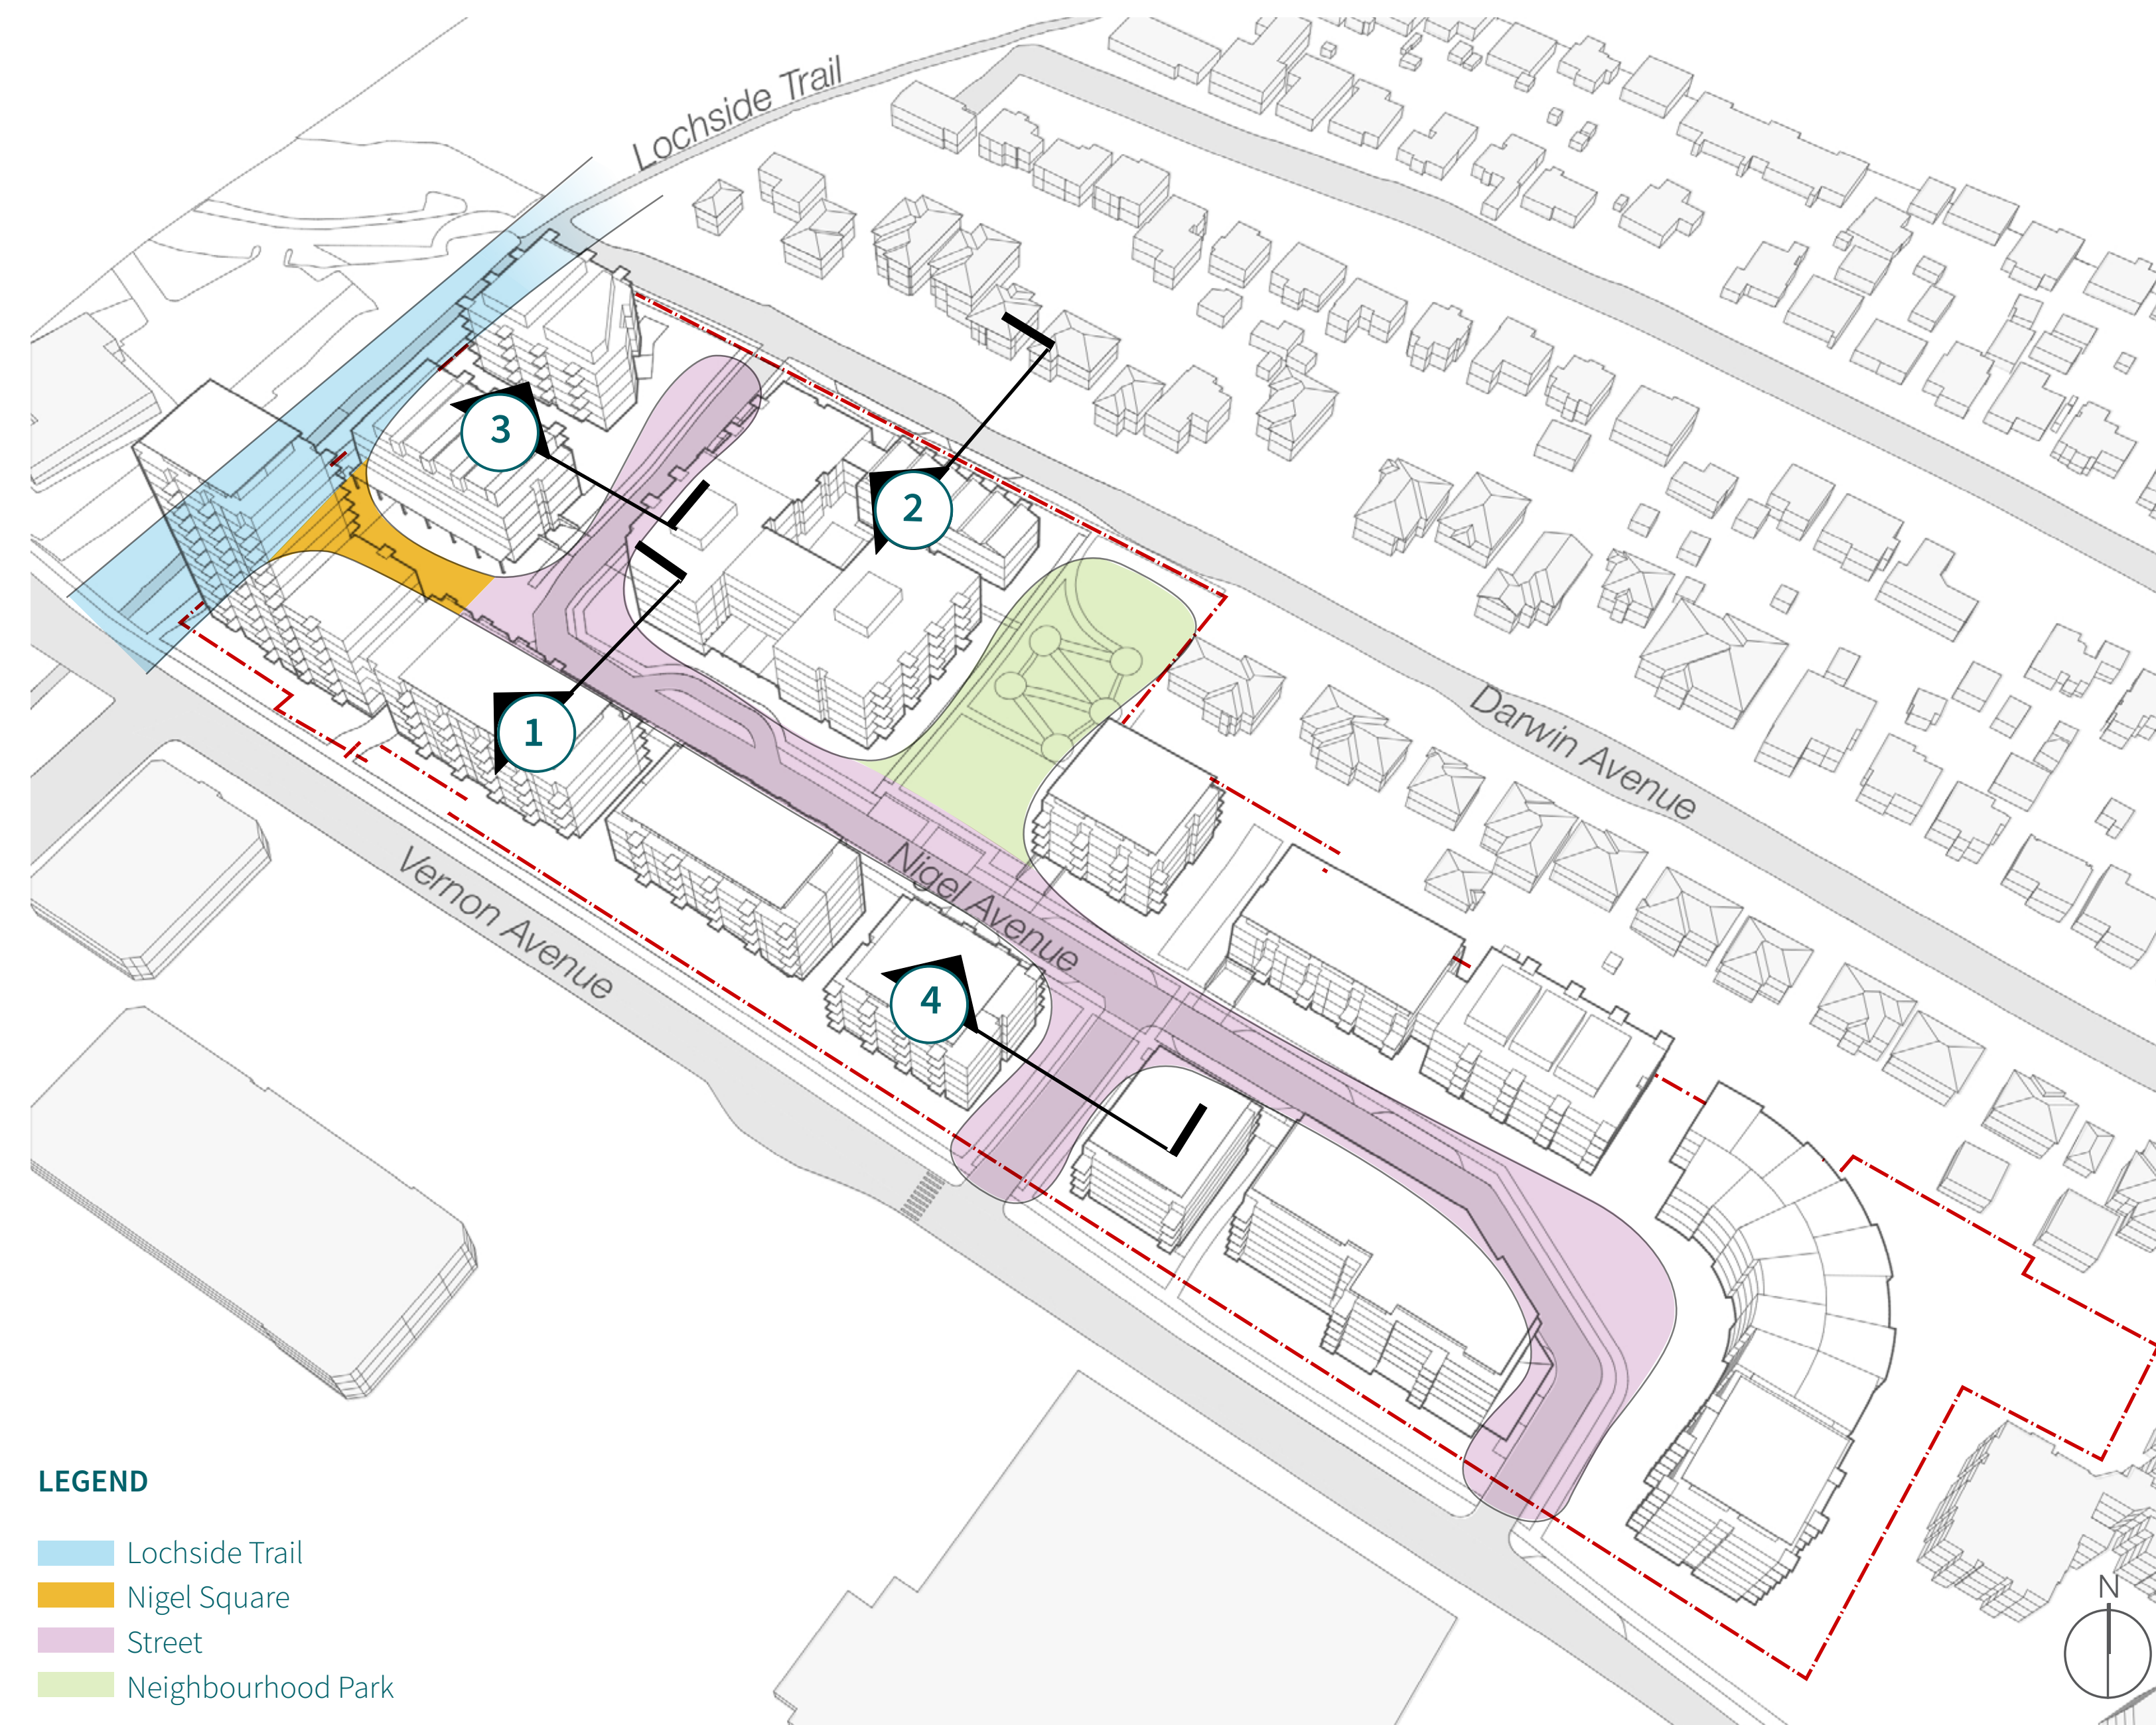 Lochside Trail
3
2
1
Darwin Avenue
Nigel Avenue
Vernon Avenue
4
LEGEND
Lochside Trail
Nigel Square
Street
Neighbourhood Park
N